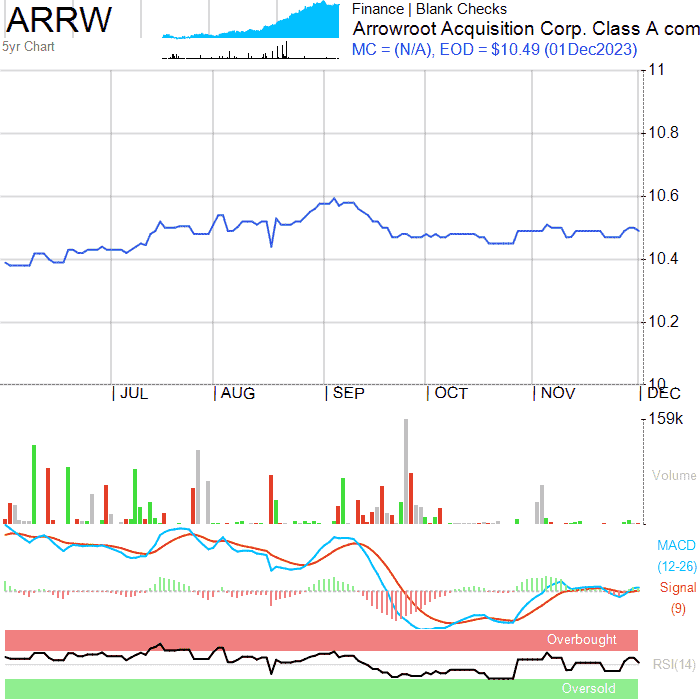 ARRW
5yr Chart
Finance | Blank Checks
Arrowroot Acquisition Corp. Class A com
MC = (N/A), EOD = $10.49 (01Dec2023)
11
10.8
10.6
10.4
10.2
10
| JUL | AUG | SEP | OCT | NOV | DEC
159k
Volume
MACD
(12-26)
Signal
(9)
Overbought
RSI(14)
Oversold